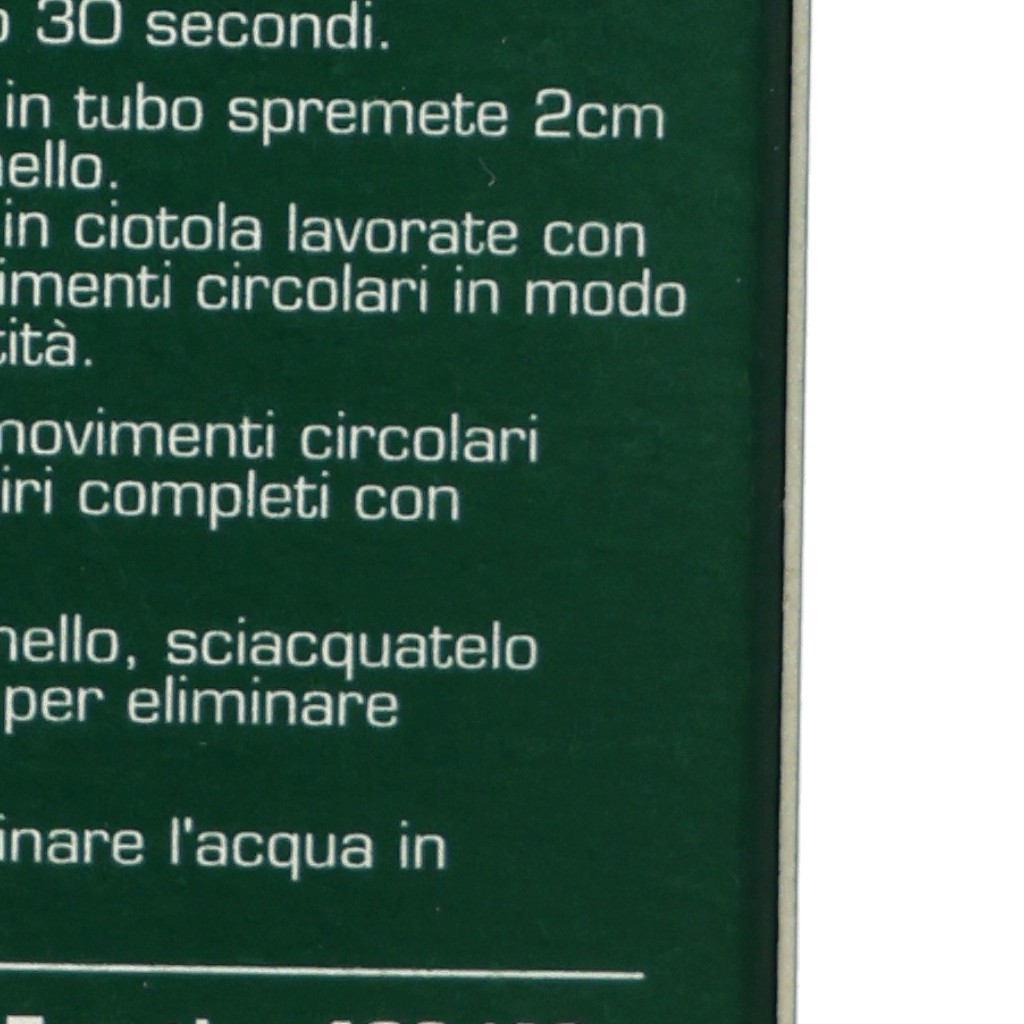 30 secondi.
in tubo spremete 2cm
nello.
in ciotola lavorate con
imenti circolari in modo
tità.
movimenti circolari
iri completi con
nello, sciacquatelo
per eliminare
inare l'acqua in